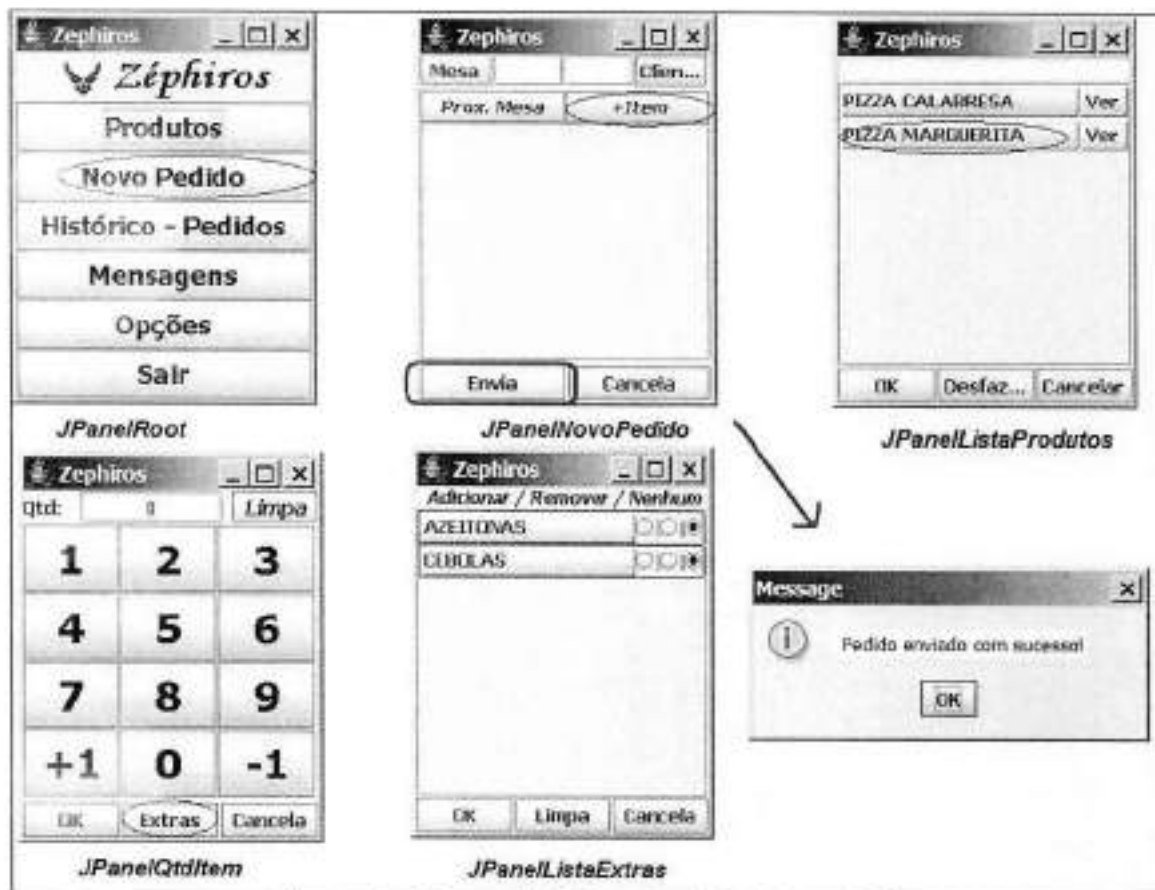 Zephiros
Zéphiros
Produtos
Novo Pedido
Histórico - Pedidos
Mensagens
Opções
Sair
JPanelRoot
Zephiros
Mesa Clien...
Prox. Mesa +Item
Envia Cancela
JPanelNovoPedido
Zephiros
PIZZA CALABRESA Ver
PIZZA MARGUERITA Ver
OK Desfaz... Cancelar
JPanelListaProdutos
Zephiros
Qtd: 0 Limpa
1 2 3
4 5 6
7 8 9
+1 0 -1
OK Extras Cancela
JPanelQtdItem
Zephiros
Adicionar / Remover / Nenhum
AZEITONAS
CEBOLAS
OK Limpa Cancela
JPanelListaExtras
Message
Pedido enviado com sucesso!
OK